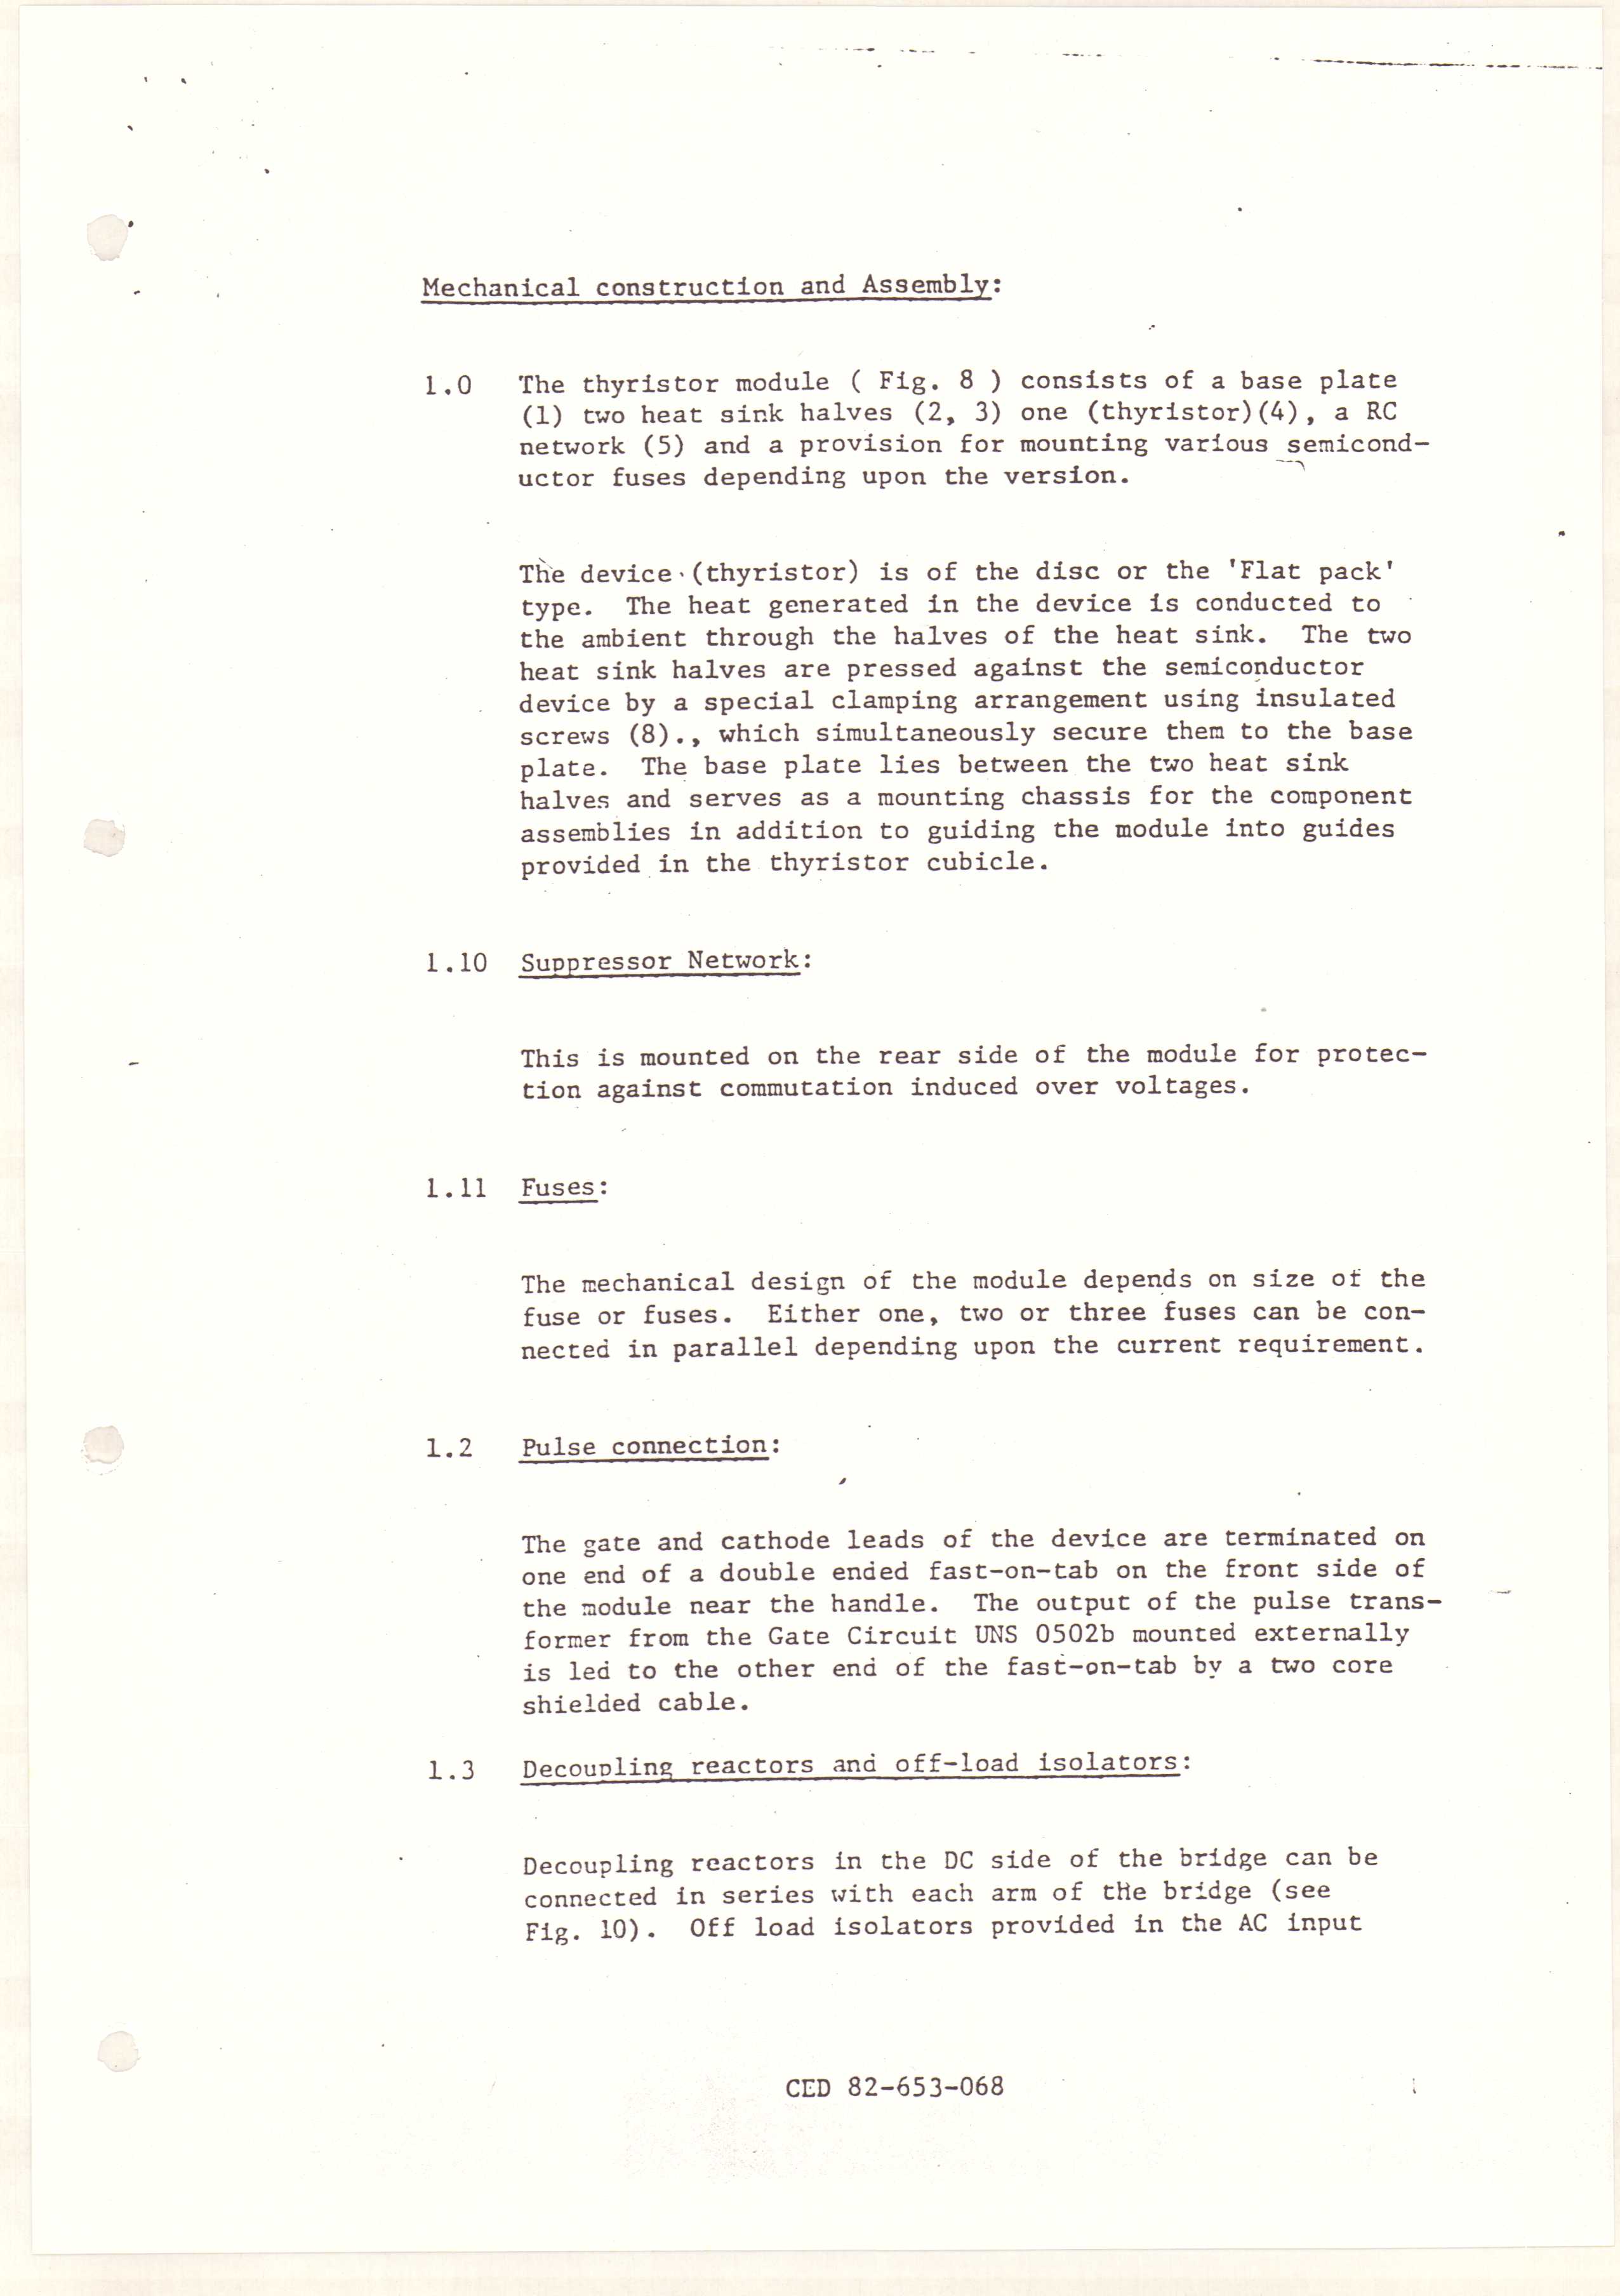 Mechanical construction and Assembly:
1.0 The thyristor module ( Fig. 8 ) consists of a base plate
(1) two heat sink halves (2, 3) one (thyristor)(4), a RC
network (5) and a provision for mounting various semicond-
uctor fuses depending upon the version.
The device (thyristor) is of the disc or the 'Flat pack'
type. The heat generated in the device is conducted to
the ambient through the halves of the heat sink. The two
heat sink halves are pressed against the semiconductor
device by a special clamping arrangement using insulated
screws (8)., which simultaneously secure them to the base
plate. The base plate lies between the two heat sink
halves and serves as a mounting chassis for the component
assemblies in addition to guiding the module into guides
provided in the thyristor cubicle.
1.10 Suppressor Network:
This is mounted on the rear side of the module for protec-
tion against commutation induced over voltages.
1.11 Fuses:
The mechanical design of the module depends on size of the
fuse or fuses. Either one, two or three fuses can be con-
nected in parallel depending upon the current requirement.
1.2 Pulse connection:
The gate and cathode leads of the device are terminated on
one end of a double ended fast-on-tab on the front side of
the module near the handle. The output of the pulse trans-
former from the Gate Circuit UNS 0502b mounted externally
is led to the other end of the fast-on-tab by a two core
shielded cable.
1.3 Decoupling reactors and off-load isolators:
Decoupling reactors in the DC side of the bridge can be
connected in series with each arm of the bridge (see
Fig. 10). Off load isolators provided in the AC input
CED 82-653-068